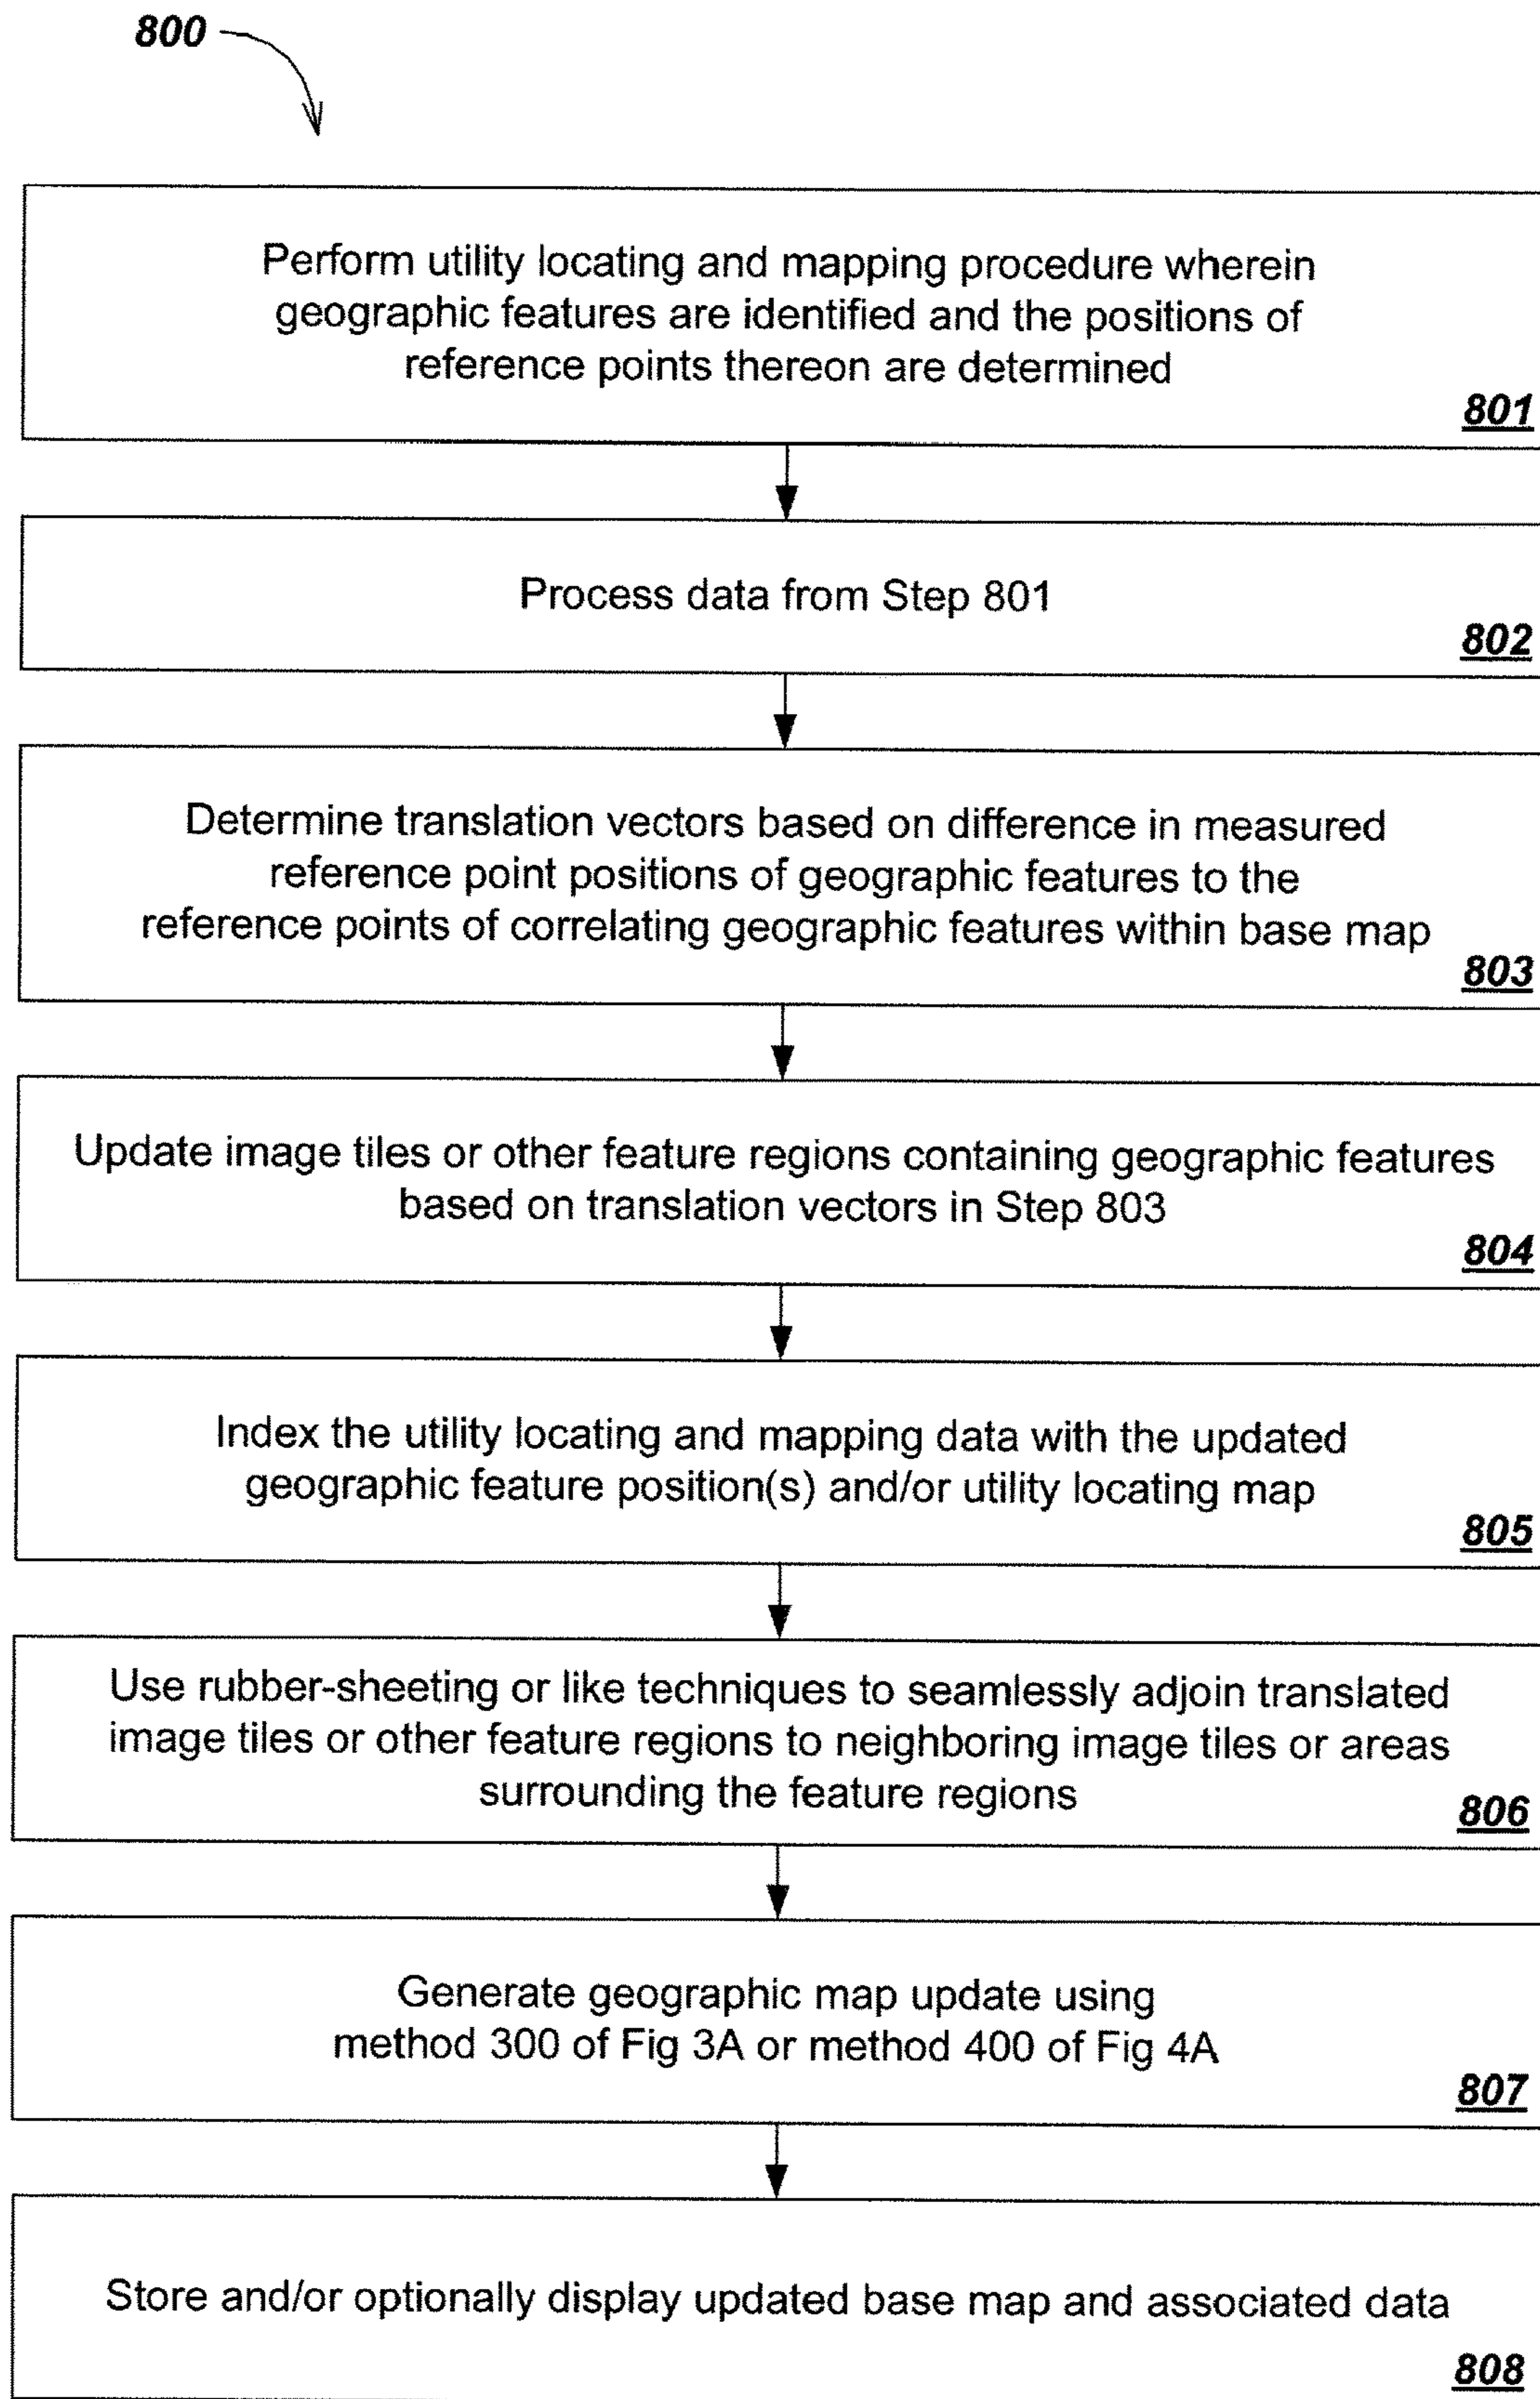 800
Perform utility locating and mapping procedure wherein
geographic features are identified and the positions of
reference points thereon are determined
801
Process data from Step 801
802
Determine translation vectors based on difference in measured
reference point positions of geographic features to the
reference points of correlating geographic features within base map
803
Update image tiles or other feature regions containing geographic features
based on translation vectors in Step 803
804
Index the utility locating and mapping data with the updated
geographic feature position(s) and/or utility locating map
805
Use rubber-sheeting or like techniques to seamlessly adjoin translated
image tiles or other feature regions to neighboring image tiles or areas
surrounding the feature regions
806
Generate geographic map update using
method 300 of Fig 3A or method 400 of Fig 4A
807
Store and/or optionally display updated base map and associated data
808